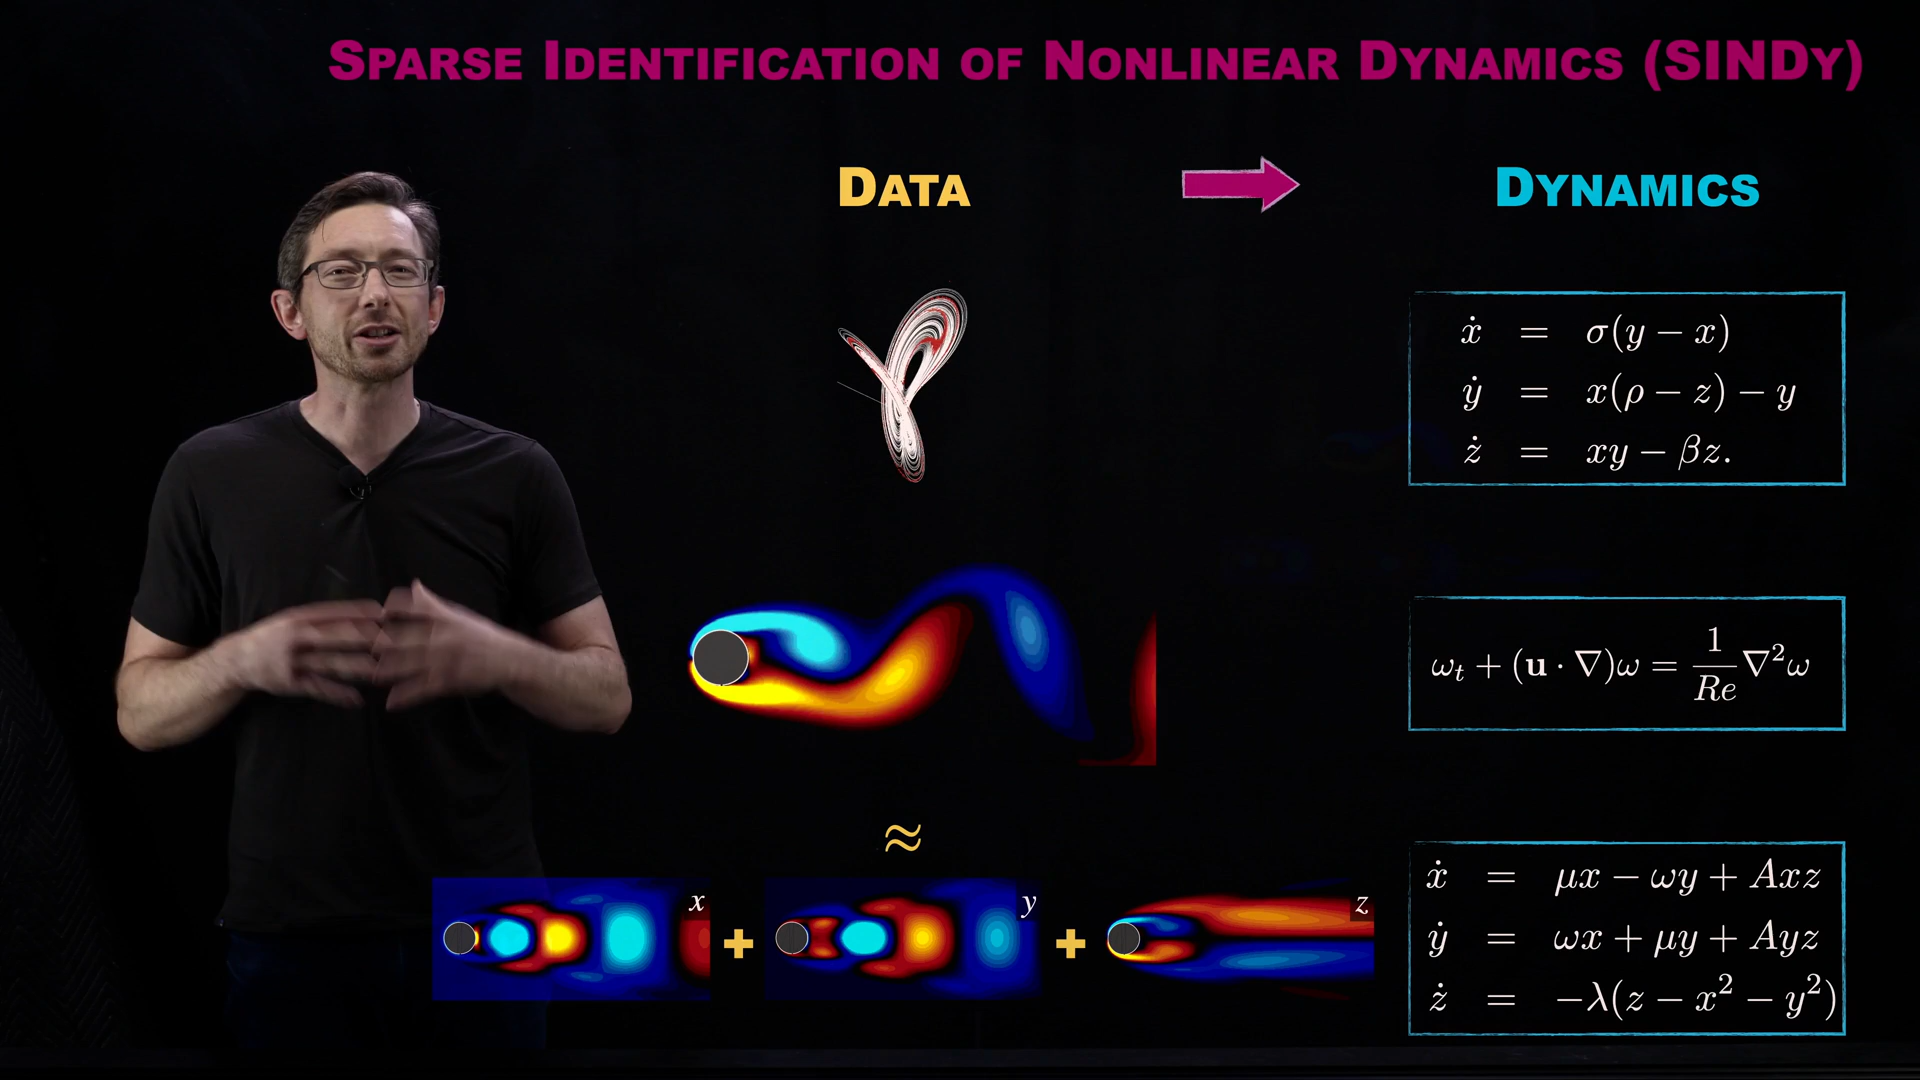 SPARSE IDENTIFICATION OF NONLINEAR DYNAMICS (SINDY)
DATA
DYNAMICS
ẋ = σ(y − x)
ẏ = x(ρ − z) − y
ż = xy − βz.
ωₜ + (u · ∇)ω = 1/Re ∇²ω
≈
x + y + z
ẋ = μx − ωy + Axz
ẏ = ωx + μy + Ayz
ż = −λ(z − x² − y²)